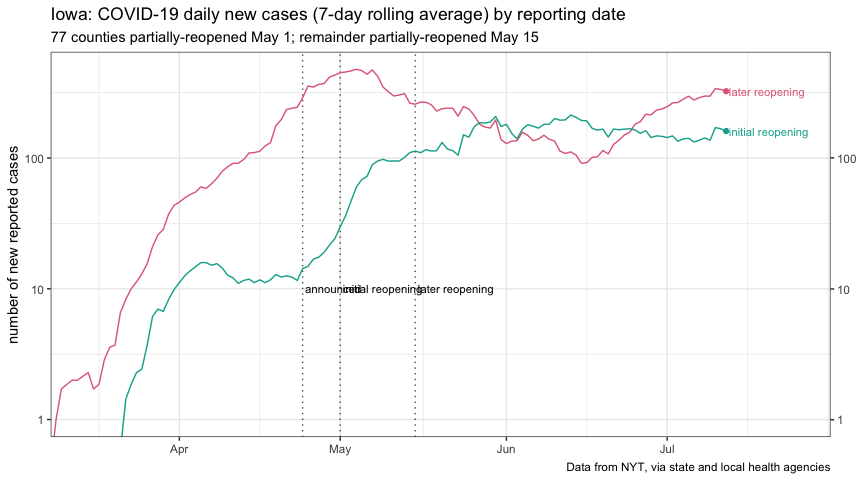 Iowa: COVID-19 daily new cases (7-day rolling average) by reporting date
77 counties partially-reopened May 1; remainder partially-reopened May 15
number of new reported cases
100
10
1
100
10
1
later reopening
initial reopening
announced
initial reopening
later reopening
Apr
May
Jun
Jul
Data from NYT, via state and local health agencies